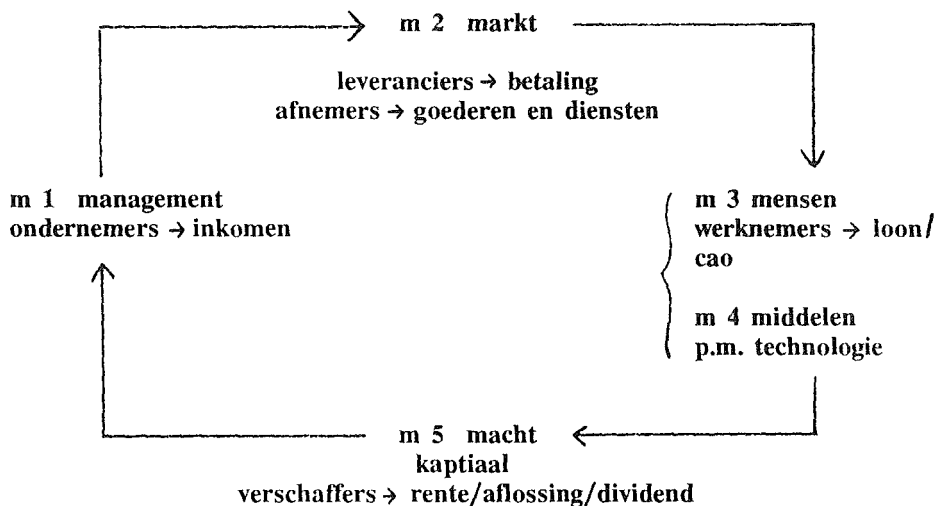 m 2 markt
leveranciers → betaling
afnemers → goederen en diensten
m 1 management
ondernemers → inkomen
m 3 mensen
werknemers → loon/
cao
m 4 middelen
p.m. technologie
m 5 macht
kaptiaal
verschaffers → rente/aflossing/dividend